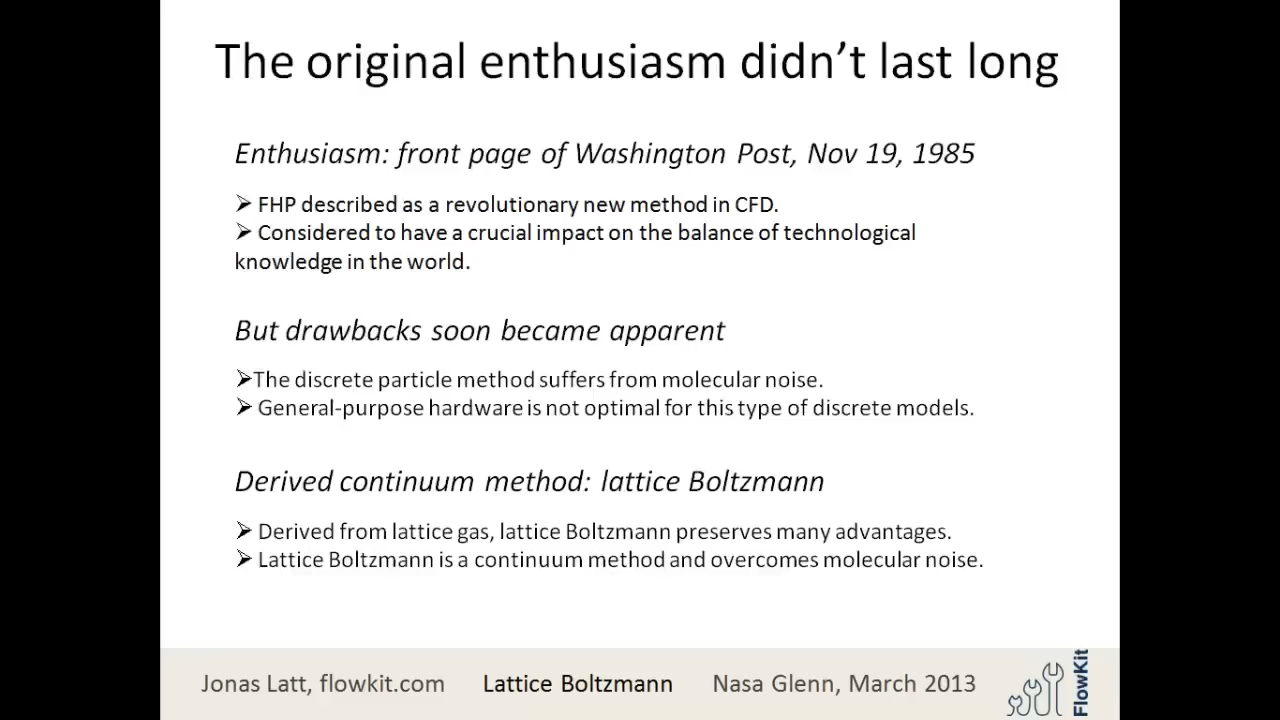 The original enthusiasm didn’t last long
Enthusiasm: front page of Washington Post, Nov 19, 1985
➢ FHP described as a revolutionary new method in CFD.
➢ Considered to have a crucial impact on the balance of technological
knowledge in the world.
But drawbacks soon became apparent
➢The discrete particle method suffers from molecular noise.
➢ General-purpose hardware is not optimal for this type of discrete models.
Derived continuum method: lattice Boltzmann
➢ Derived from lattice gas, lattice Boltzmann preserves many advantages.
➢ Lattice Boltzmann is a continuum method and overcomes molecular noise.
Jonas Latt, flowkit.com Lattice Boltzmann Nasa Glenn, March 2013
FlowKit